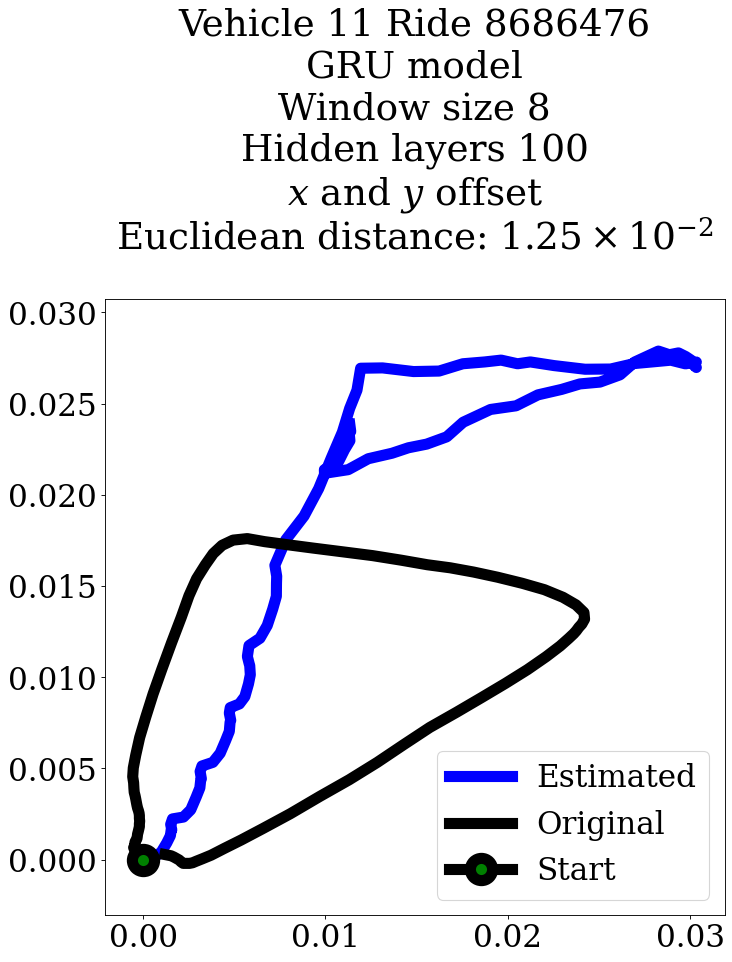 Vehicle 11 Ride 8686476
GRU model
Window size 8
Hidden layers 100
x and y offset
Euclidean distance: 1.25 × 10⁻²
0.030
0.025
0.020
0.015
0.010
0.005
0.000
Estimated
Original
Start
0.00 0.01 0.02 0.03